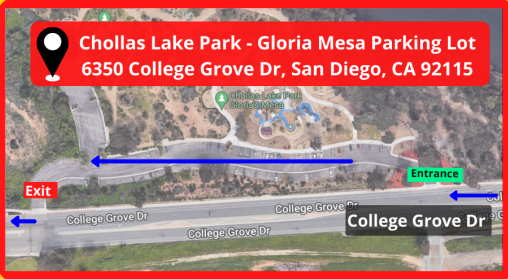 Chollas Lake Park - Gloria Mesa Parking Lot
6350 College Grove Dr, San Diego, CA 92115
Chollas Lake Park
Gloria Mesa
Entrance
Exit
College Grove Dr
College Grove Dr
College Grove Dr
College Grove Dr